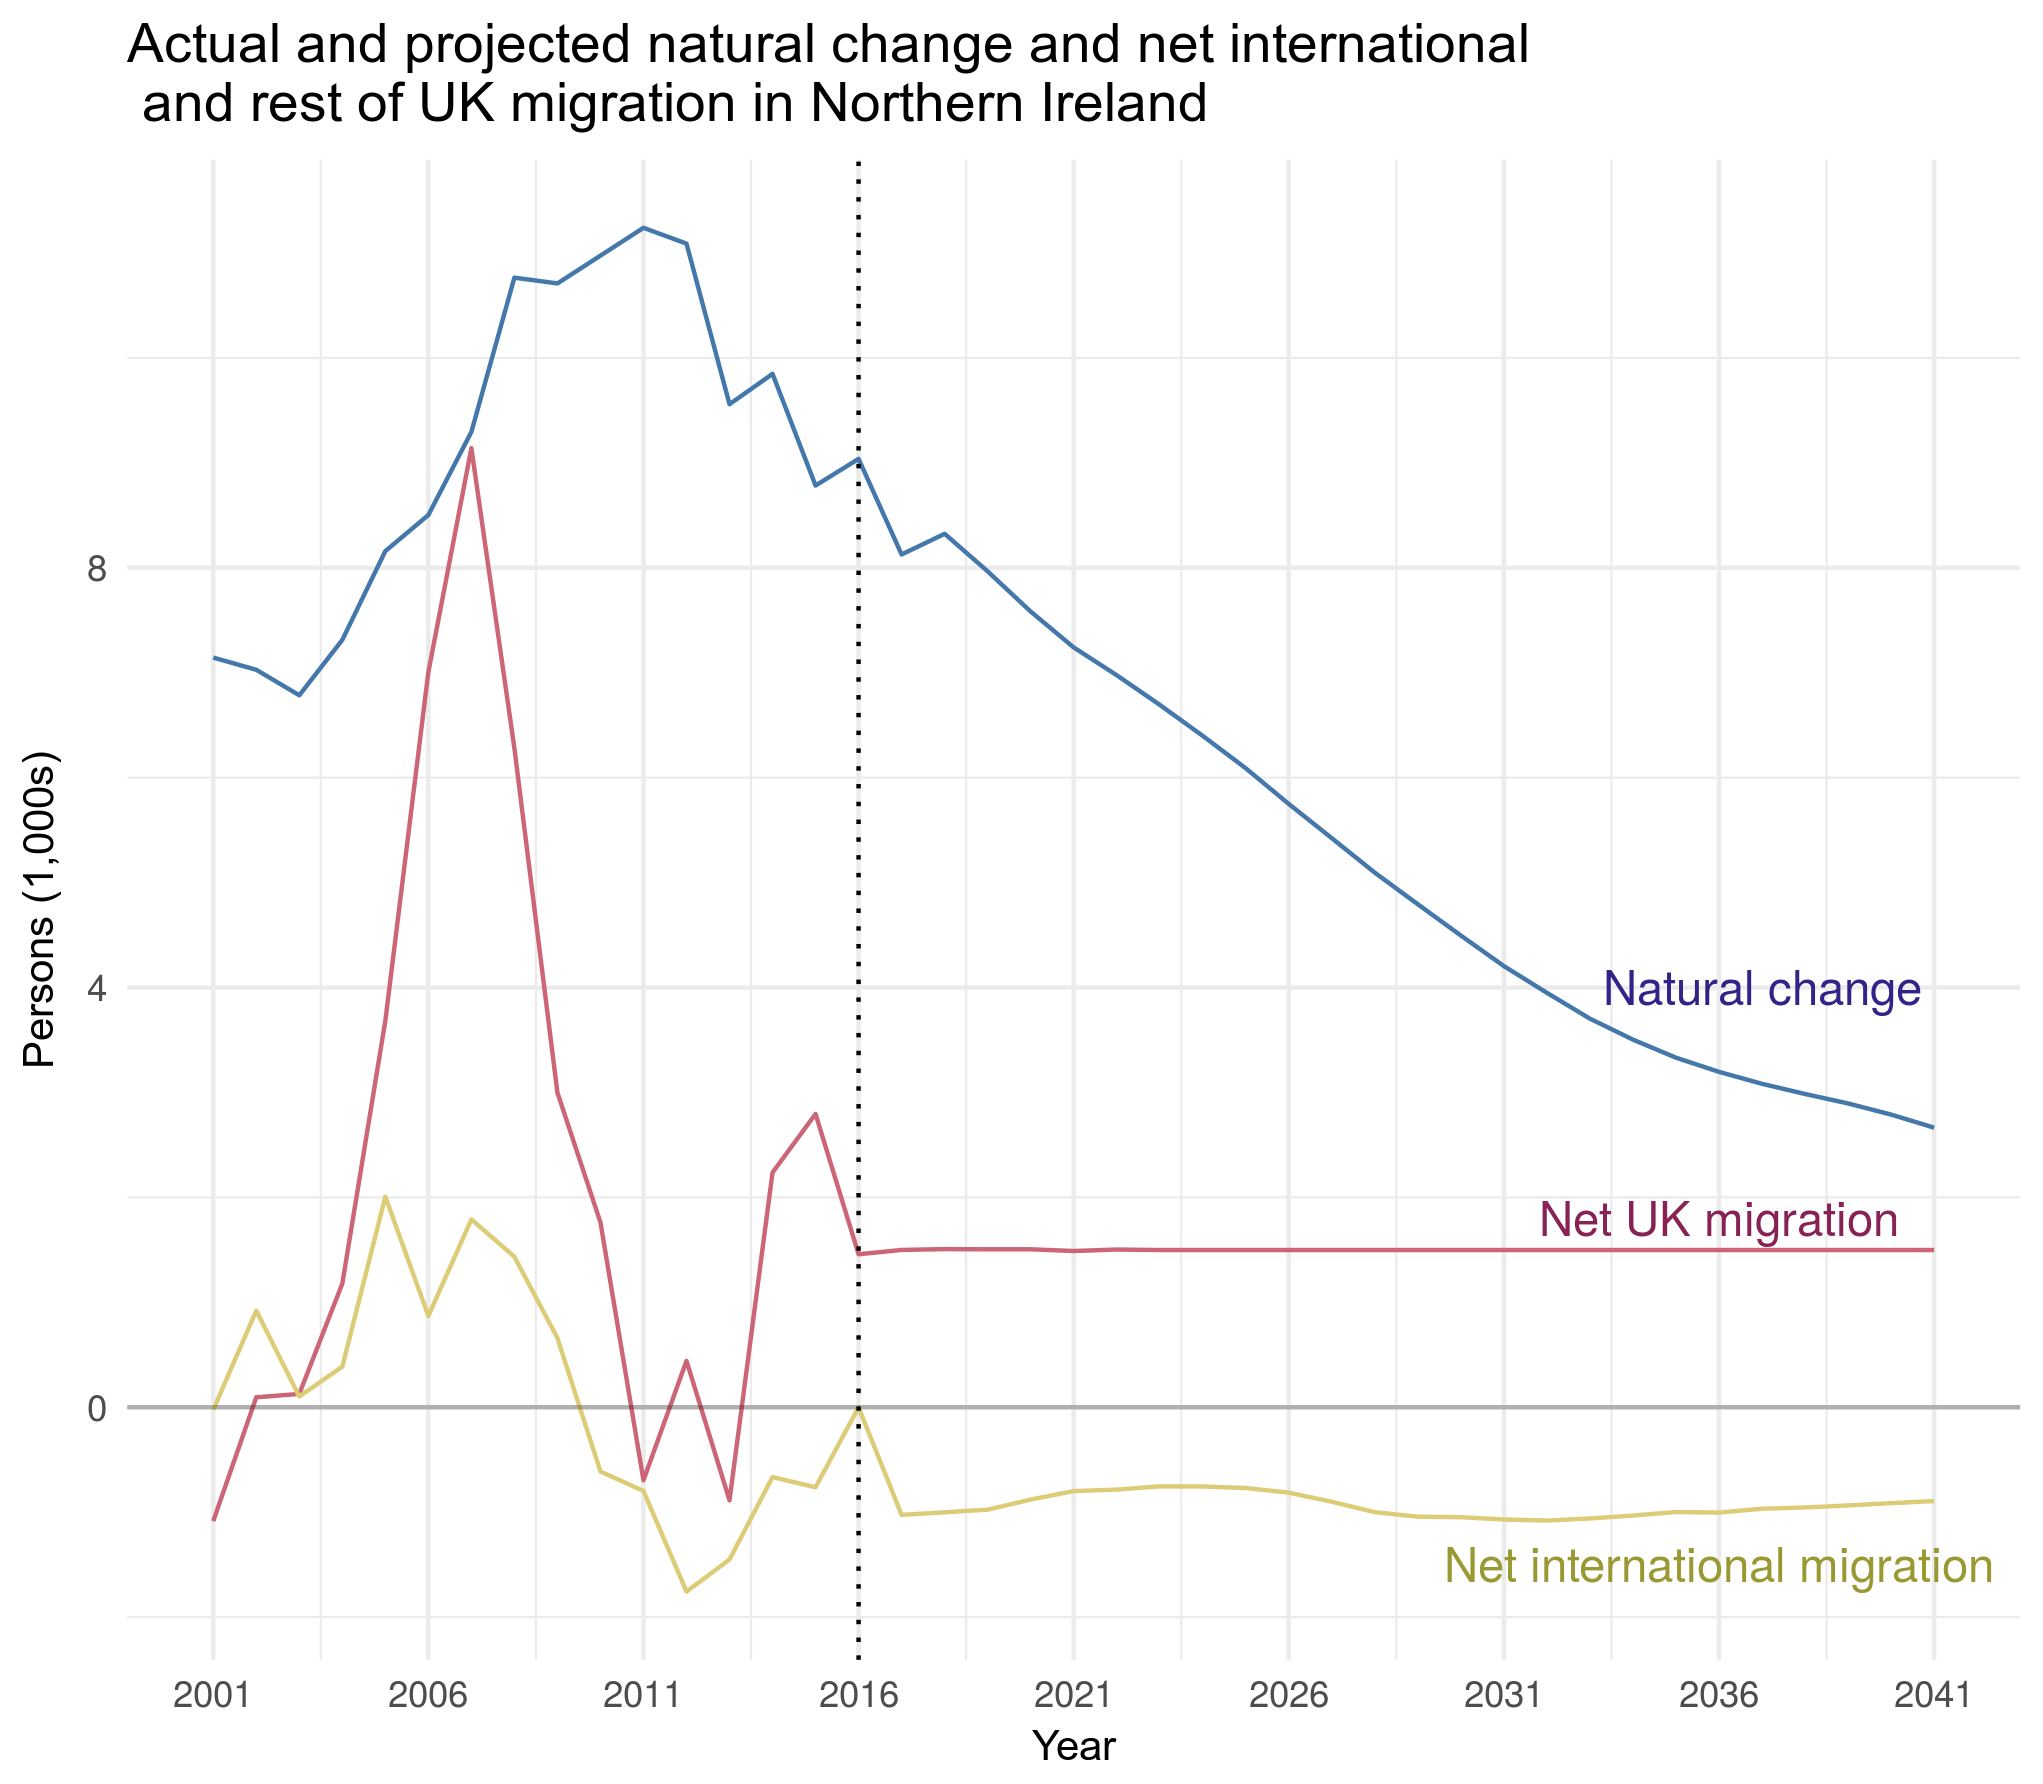 Actual and projected natural change and net international
and rest of UK migration in Northern Ireland
Persons (1,000s)
8
4
0
Natural change
Net UK migration
Net international migration
2001 2006 2011 2016 2021 2026 2031 2036 2041
Year